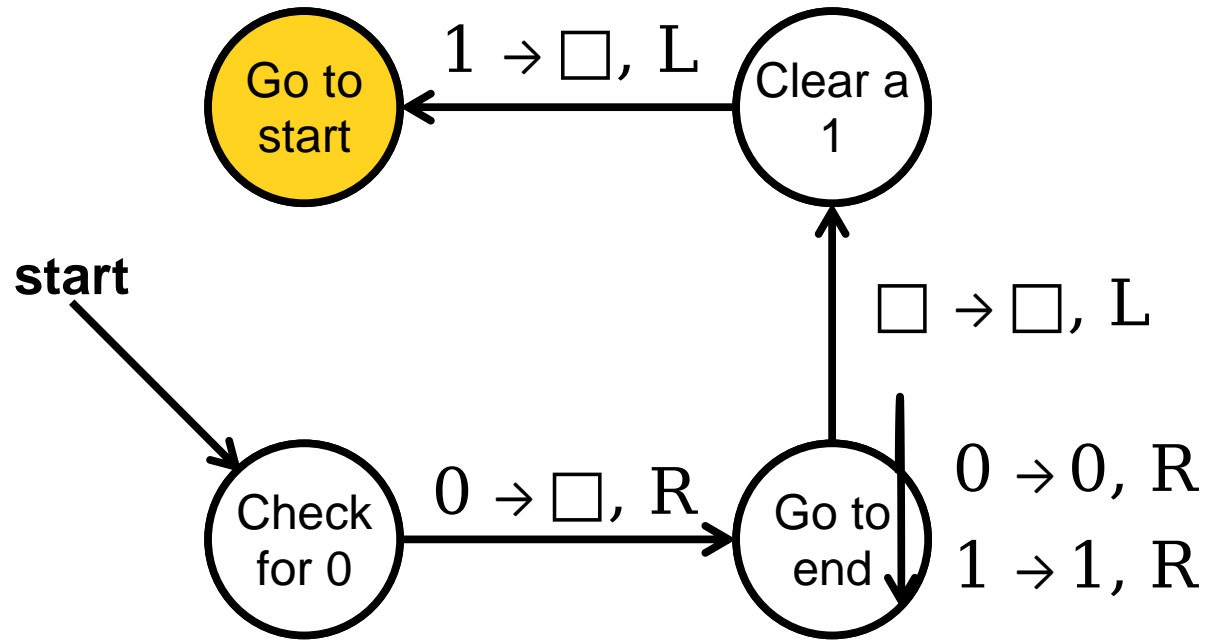 1 → □, L
Go to
start
Clear a
1
start
□ → □, L
Check
for 0
0 → □, R
Go to
end
0 → 0, R
1 → 1, R